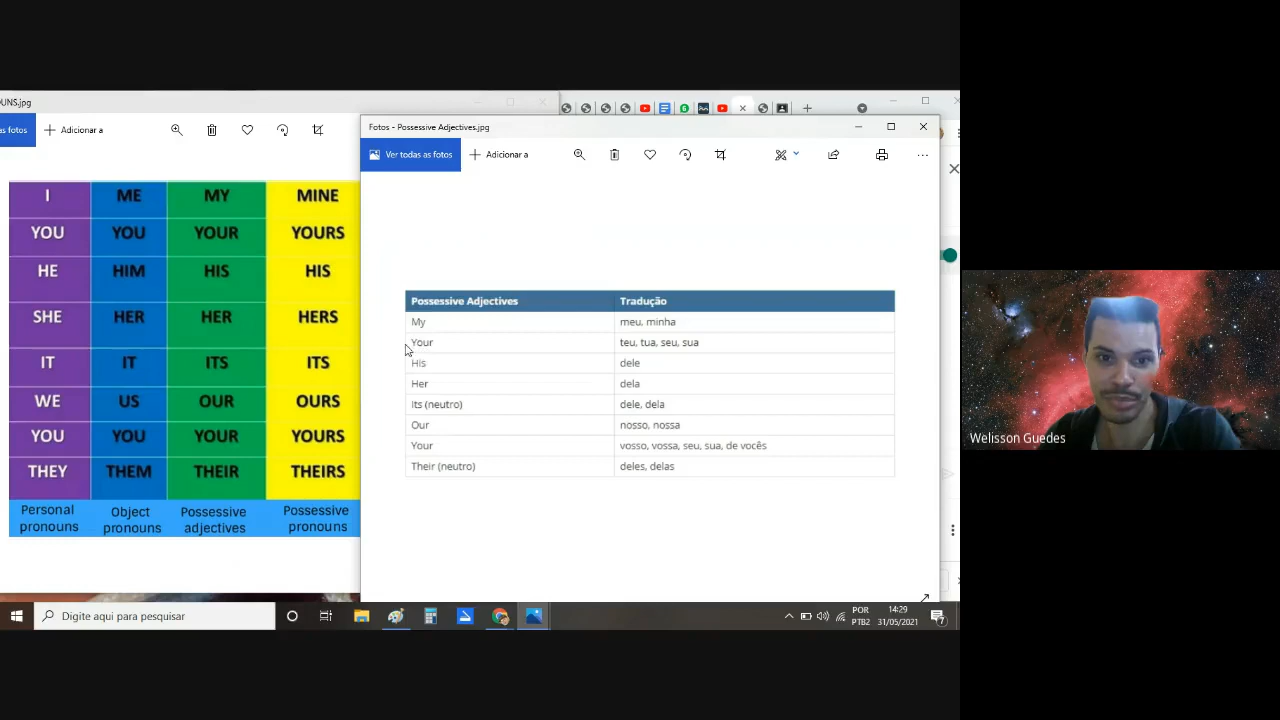 UNS.jpg
as fotos
Adicionar a
I ME MY MINE
YOU YOU YOUR YOURS
HE HIM HIS HIS
SHE HER HER HERS
IT IT ITS ITS
WE US OUR OURS
YOU YOU YOUR YOURS
THEY THEM THEIR THEIRS
Personal pronouns
Object pronouns
Possessive adjectives
Possessive pronouns
Fotos - Possessive Adjectives.jpg
Ver todas as fotos
Adicionar a
Possessive Adjectives Tradução
My meu, minha
Your teu, tua, seu, sua
His dele
Her dela
Its (neutro) dele, dela
Our nosso, nossa
Your vosso, vossa, seu, sua, de vocês
Their (neutro) deles, delas
Welisson Guedes
Digite aqui para pesquisar
POR
PTB2
14:29
31/05/2021
7